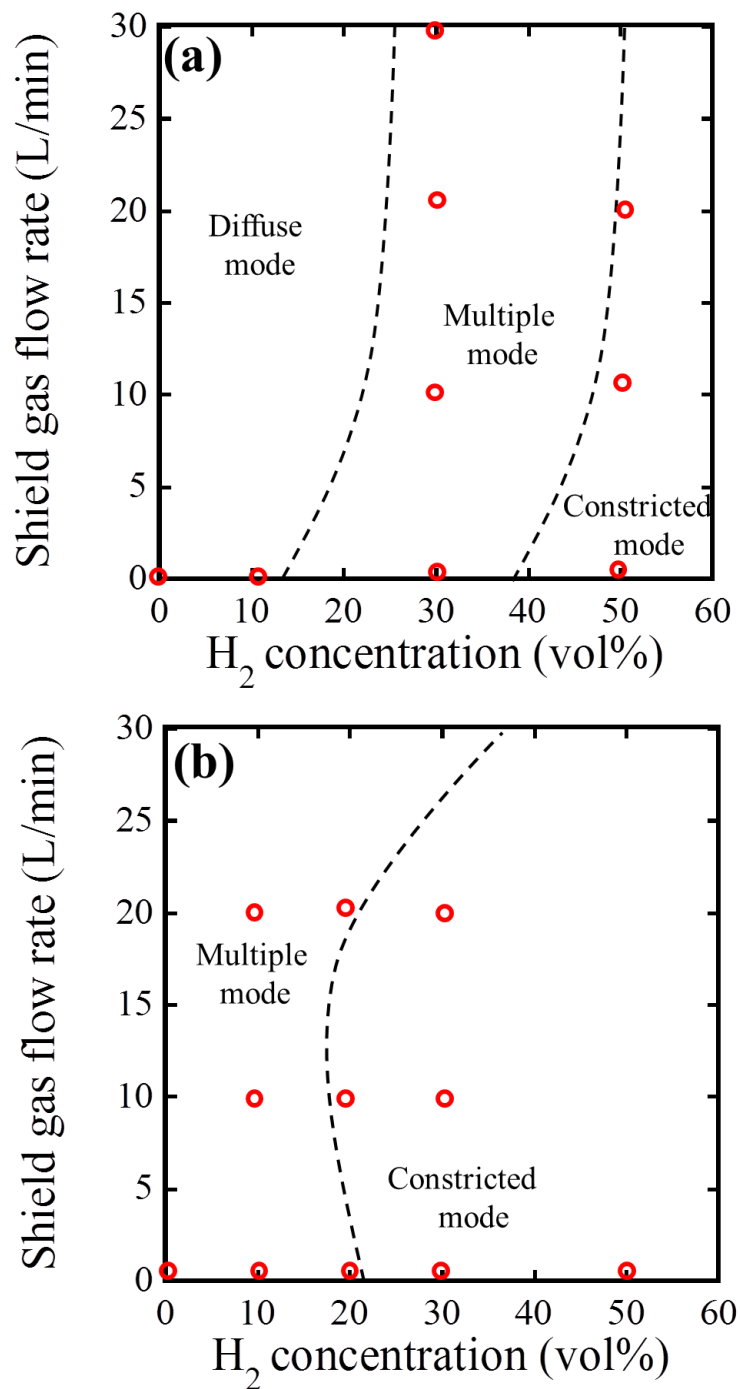 (a)
Shield gas flow rate (L/min)
30
25
20
15
10
5
0
Diffuse
mode
Multiple
mode
Constricted
mode
0 10 20 30 40 50 60
H₂ concentration (vol%)
(b)
Shield gas flow rate (L/min)
30
25
20
15
10
5
0
Multiple
mode
Constricted
mode
0 10 20 30 40 50 60
H₂ concentration (vol%)